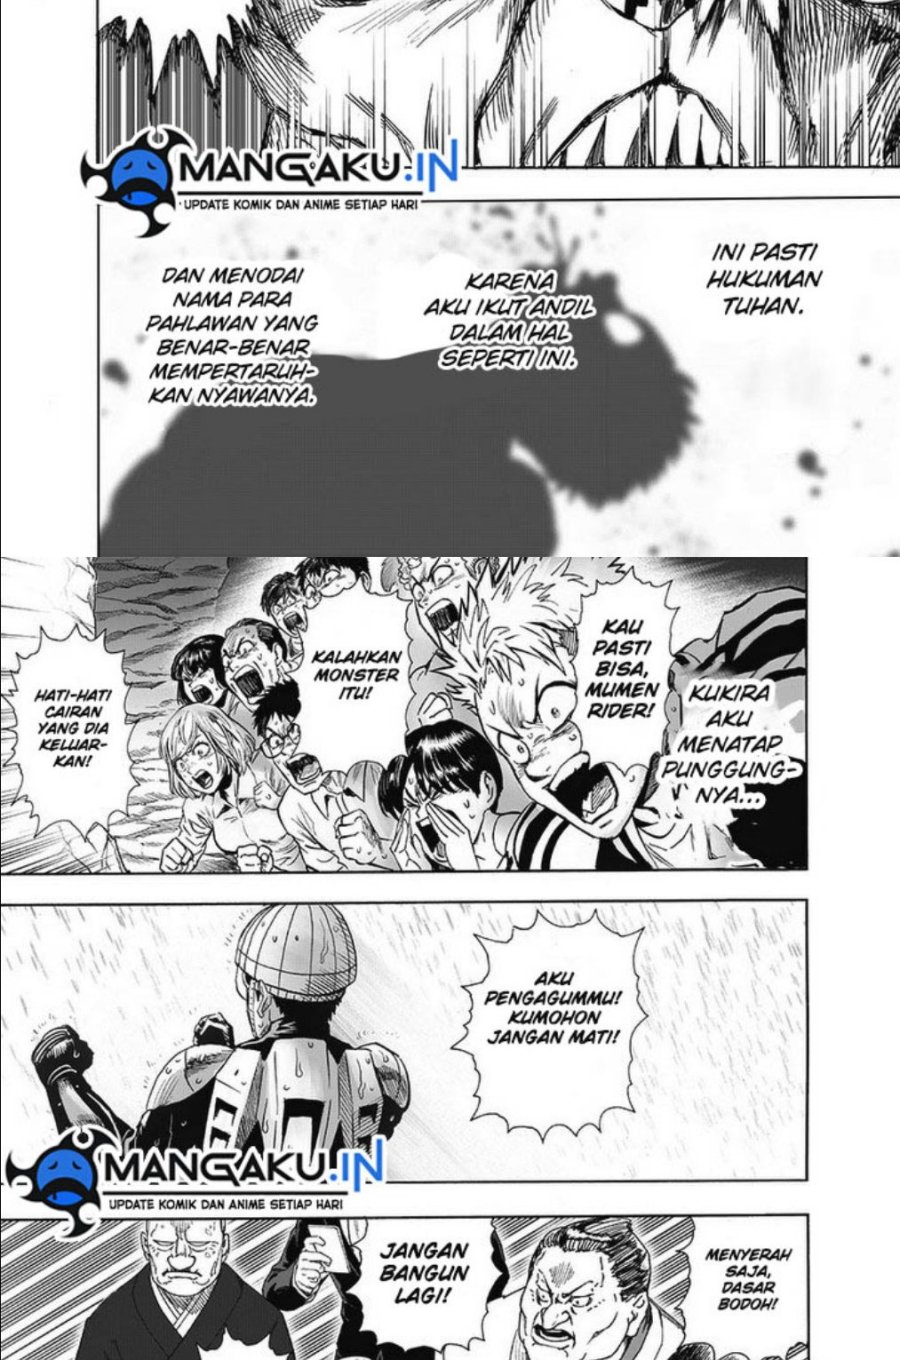 MANGAKU.IN
UPDATE KOMIK DAN ANIME SETIAP HARI
INI PASTI
HUKUMAN
TUHAN.
KARENA
AKU IKUT ANDIL
DALAM HAL
SEPERTI INI.
DAN MENODAI
NAMA PARA
PAHLAWAN YANG
BENAR-BENAR
MEMPERTARUH-
KAN NYAWANYA.
KAU
PASTI
BISA,
MUMEN
RIDER!
KUKIRA
AKU
MENATAP
PUNGGUNG-
NYA...
KALAHKAN
MONSTER
ITU!
HATI-HATI
CAIRAN
YANG DIA
KELUAR-
KAN!
AKU
PENGAGUMMU!
KUMOHON
JANGAN MATI!
MANGAKU.IN
UPDATE KOMIK DAN ANIME SETIAP HARI
MENYERAH
SAJA,
DASAR
BODOH!
JANGAN
BANGUN
LAGI!